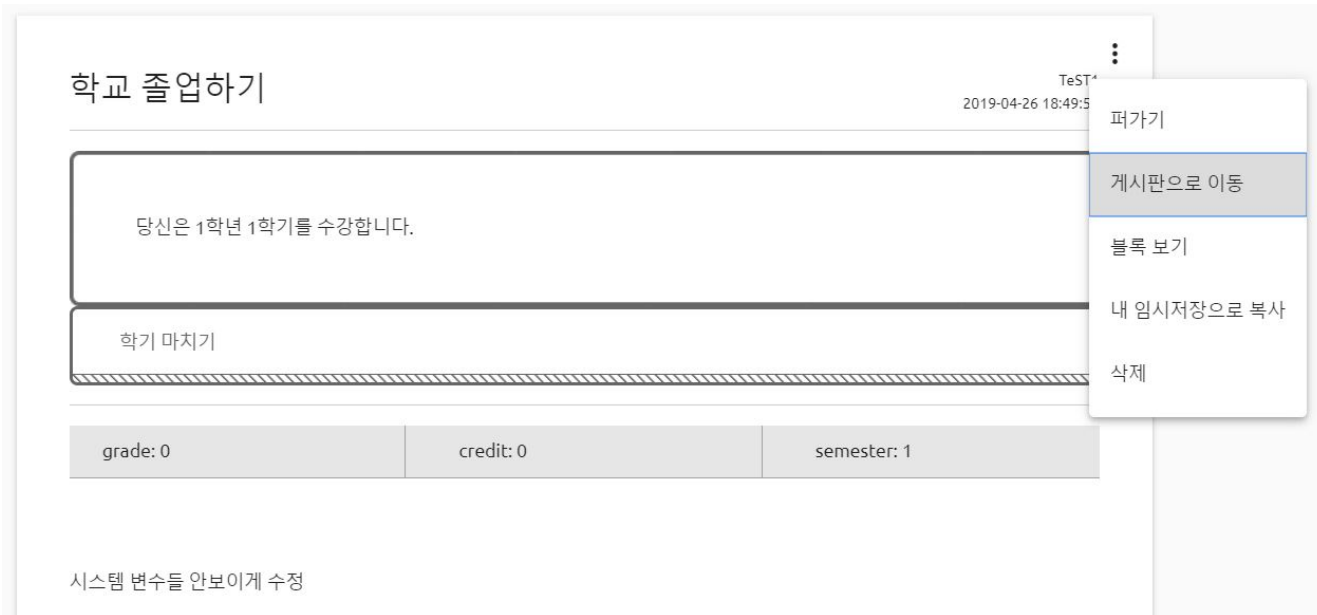 학교 졸업하기
TeST1
2019-04-26 18:49:5
당신은 1학년 1학기를 수강합니다.
학기 마치기
grade: 0 credit: 0 semester: 1
시스템 변수들 안보이게 수정
퍼가기
게시판으로 이동
블록 보기
내 임시저장으로 복사
삭제